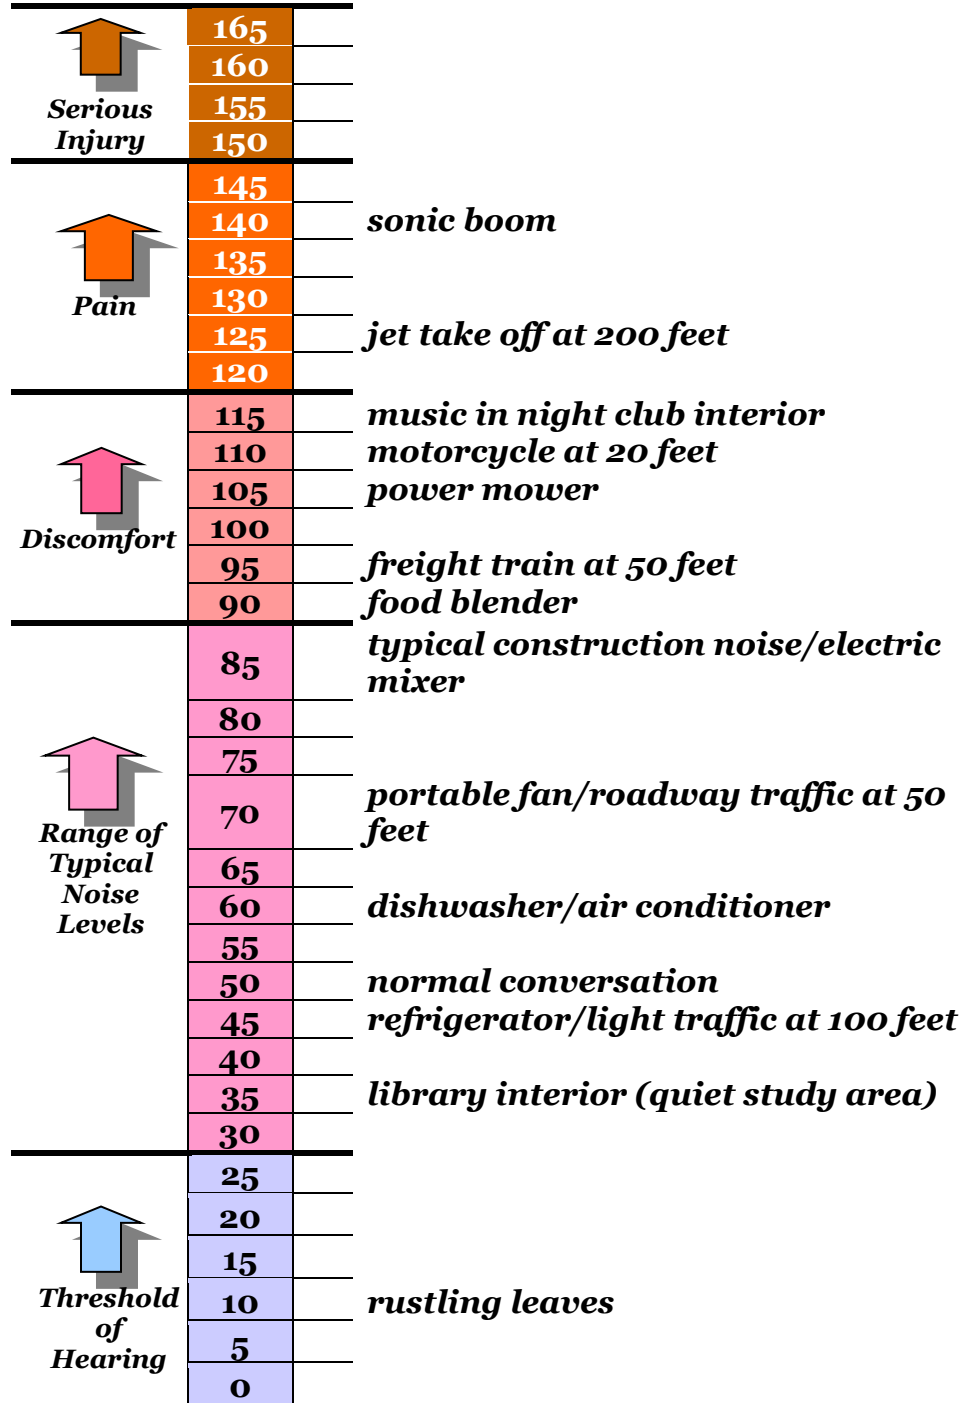 165
160
Serious 155
Injury 150
145
140 sonic boom
135
Pain 130
125 jet take off at 200 feet
120
115 music in night club interior
110 motorcycle at 20 feet
105 power mower
Discomfort 100
95 freight train at 50 feet
90 food blender
85 typical construction noise/electric
mixer
80
75
70 portable fan/roadway traffic at 50
feet
Range of
Typical 65
Noise 60 dishwasher/air conditioner
Levels
55
50 normal conversation
45 refrigerator/light traffic at 100 feet
40
35 library interior (quiet study area)
30
25
20
15
Threshold 10 rustling leaves
of
Hearing 5
0